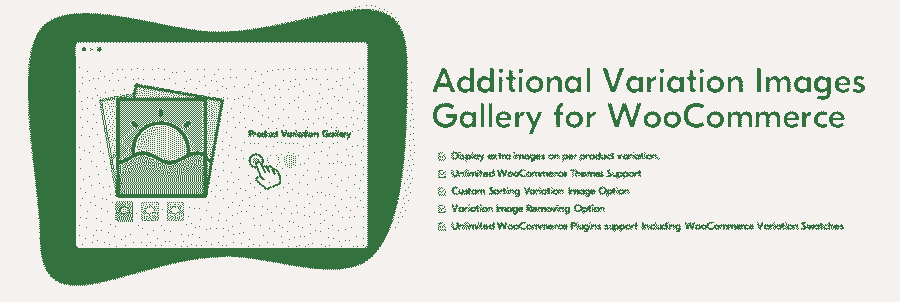 Additional Variation Images
Gallery for WooCommerce
Product Variation Gallery
Display extra images on per product variation.
Unlimited WooCommerce Themes Support
Custom Sorting Variation Image Option
Variation Image Removing Option
Unlimited WooCommerce Plugins support Including WooCommerce Variation Swatches